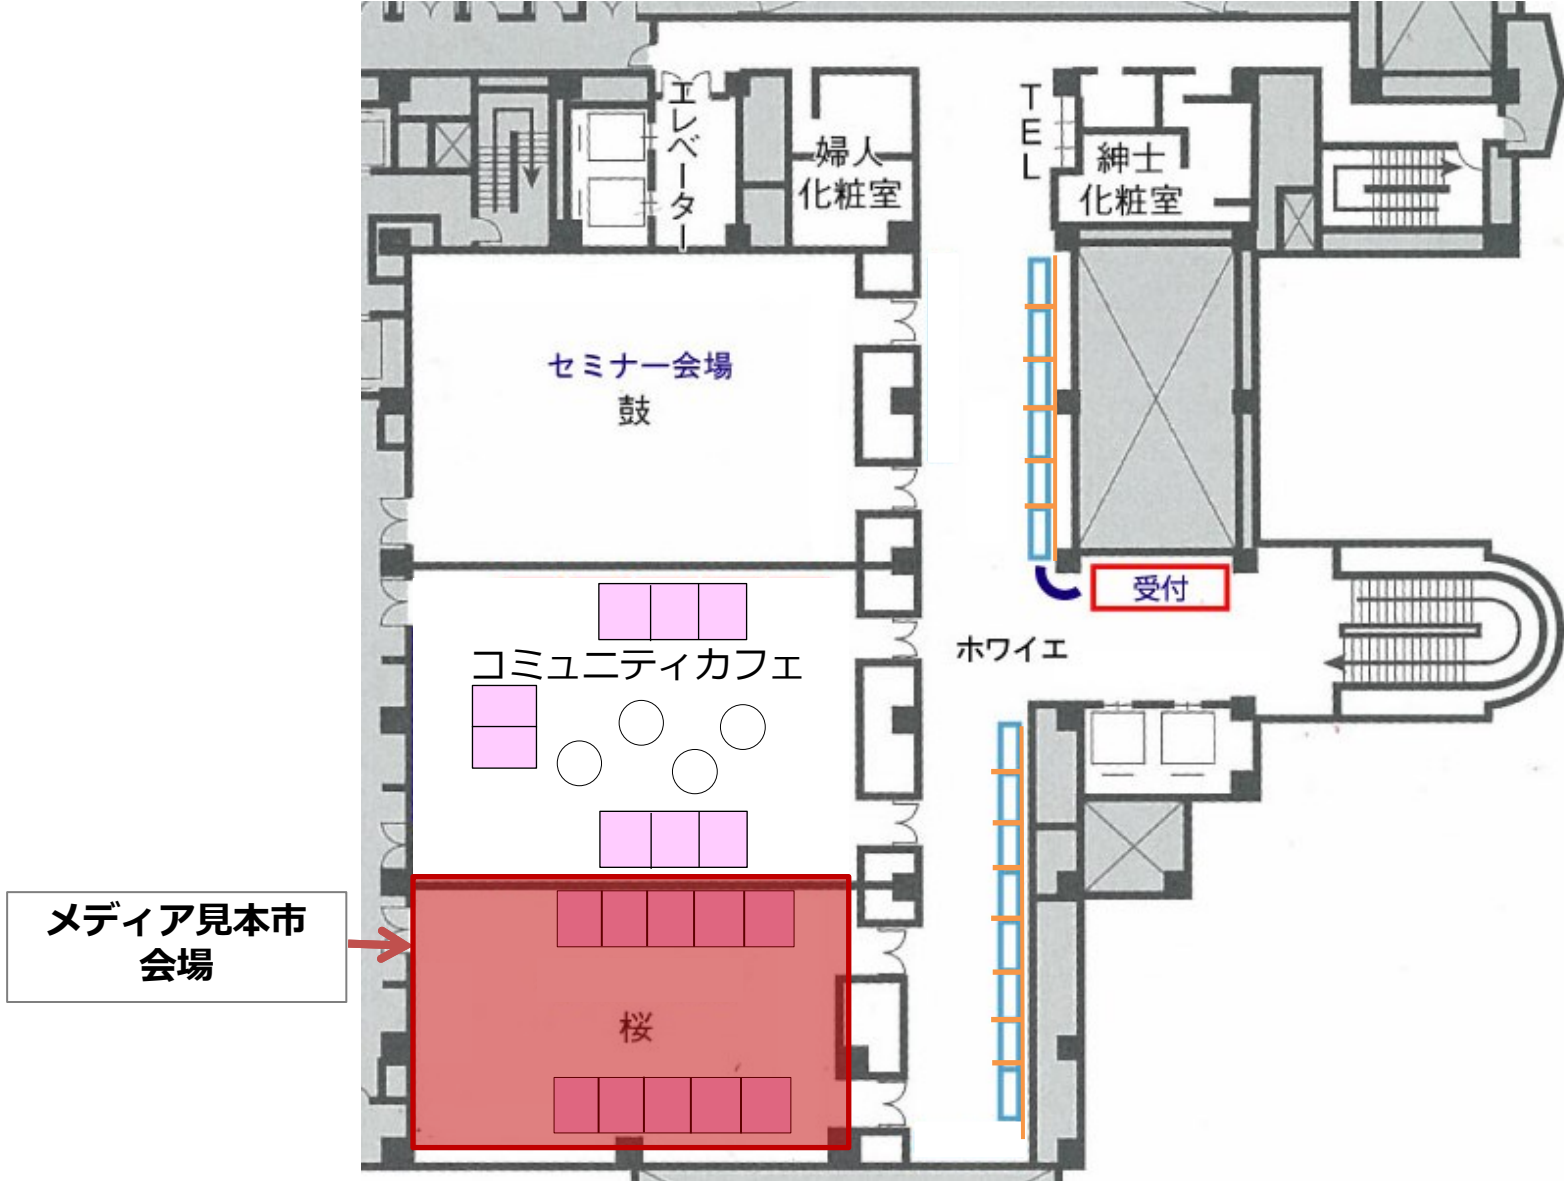 エレベーター
婦人
化粧室
TEL
紳士
化粧室
セミナー会場
鼓
受付
ホワイエ
コミュニティカフェ
メディア見本市
会場
桜